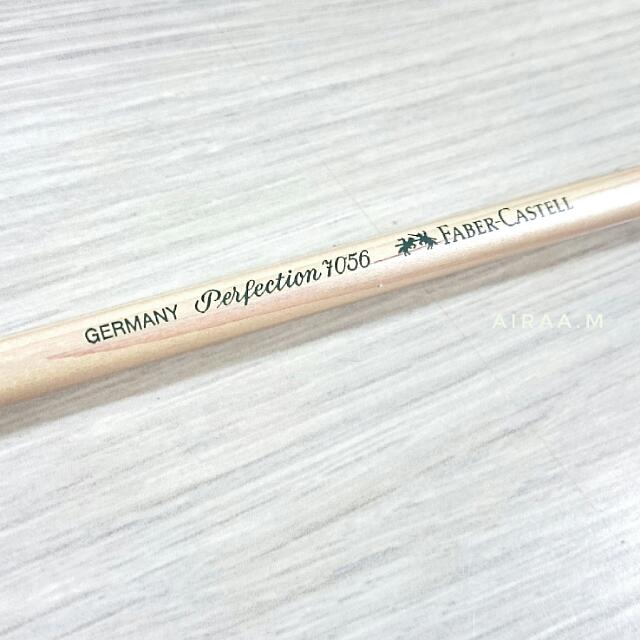 GERMANY Perfection 7056 FABER-CASTELL
AIRAA.M